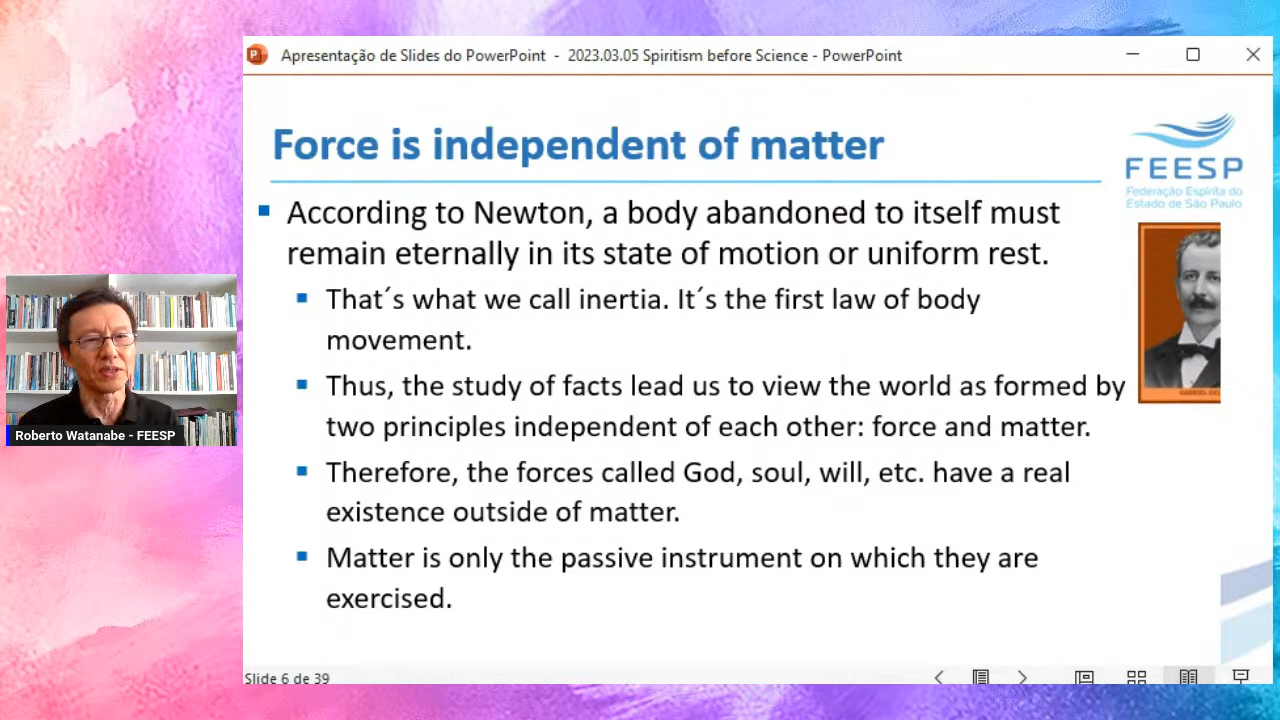 Apresentação de Slides do PowerPoint - 2023.03.05 Spiritism before Science - PowerPoint
Force is independent of matter
FEESP
Federação Espírita do
Estado de São Paulo
According to Newton, a body abandoned to itself must
remain eternally in its state of motion or uniform rest.
That´s what we call inertia. It´s the first law of body
movement.
Thus, the study of facts lead us to view the world as formed by
two principles independent of each other: force and matter.
Therefore, the forces called God, soul, will, etc. have a real
existence outside of matter.
Matter is only the passive instrument on which they are
exercised.
Roberto Watanabe - FEESP
Slide 6 de 39